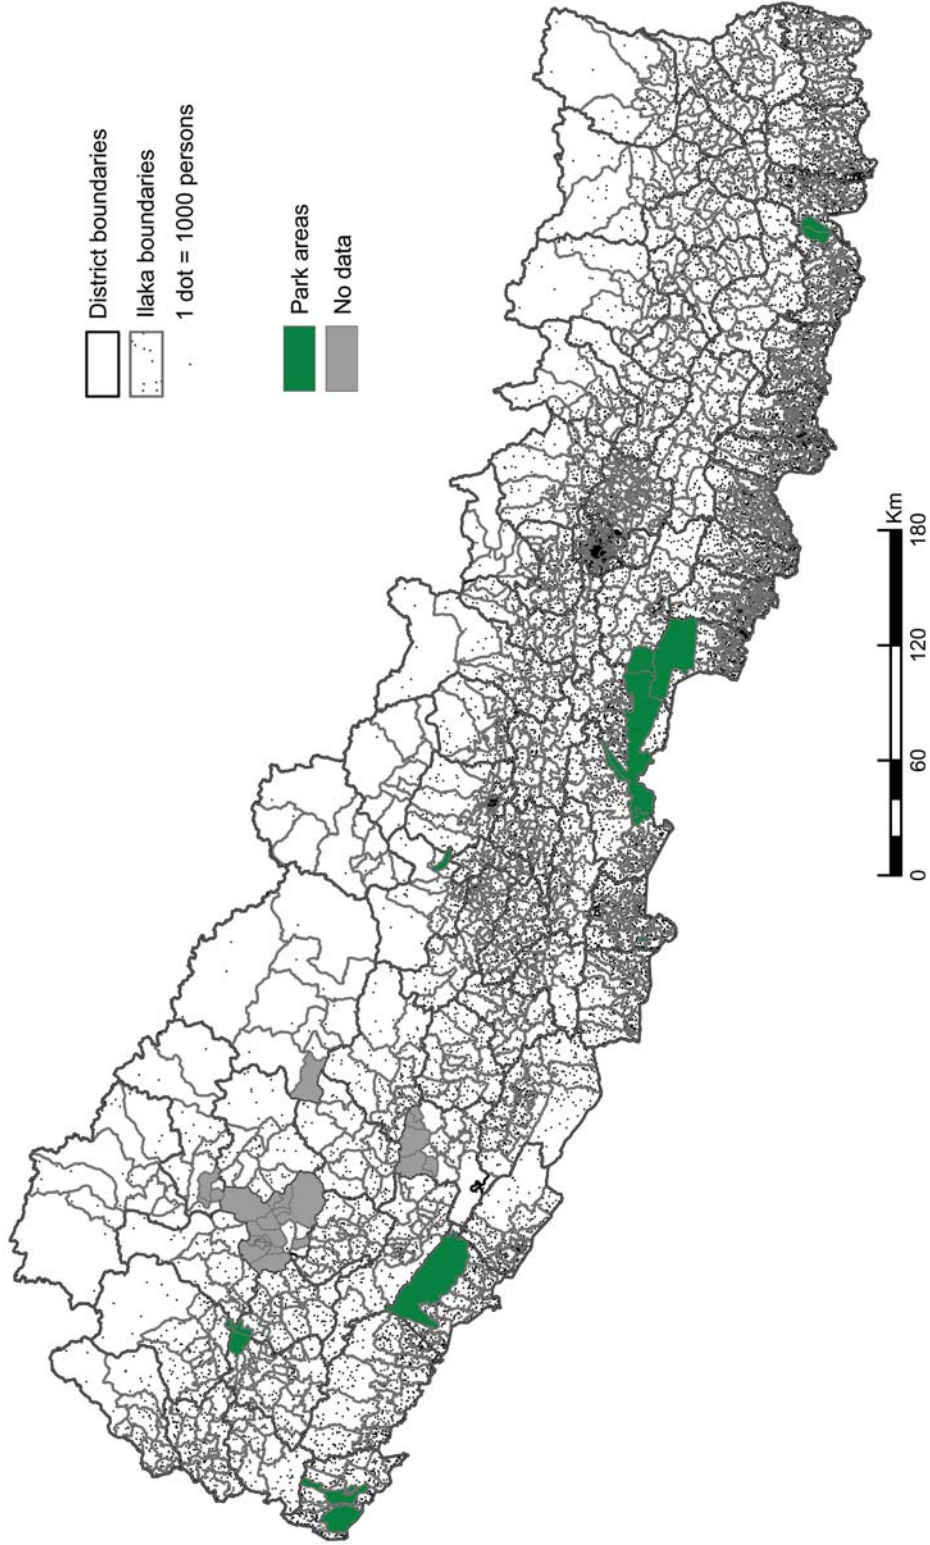 District boundaries
Ilaka boundaries
1 dot = 1000 persons
Park areas
No data
Km
0 60 120 180